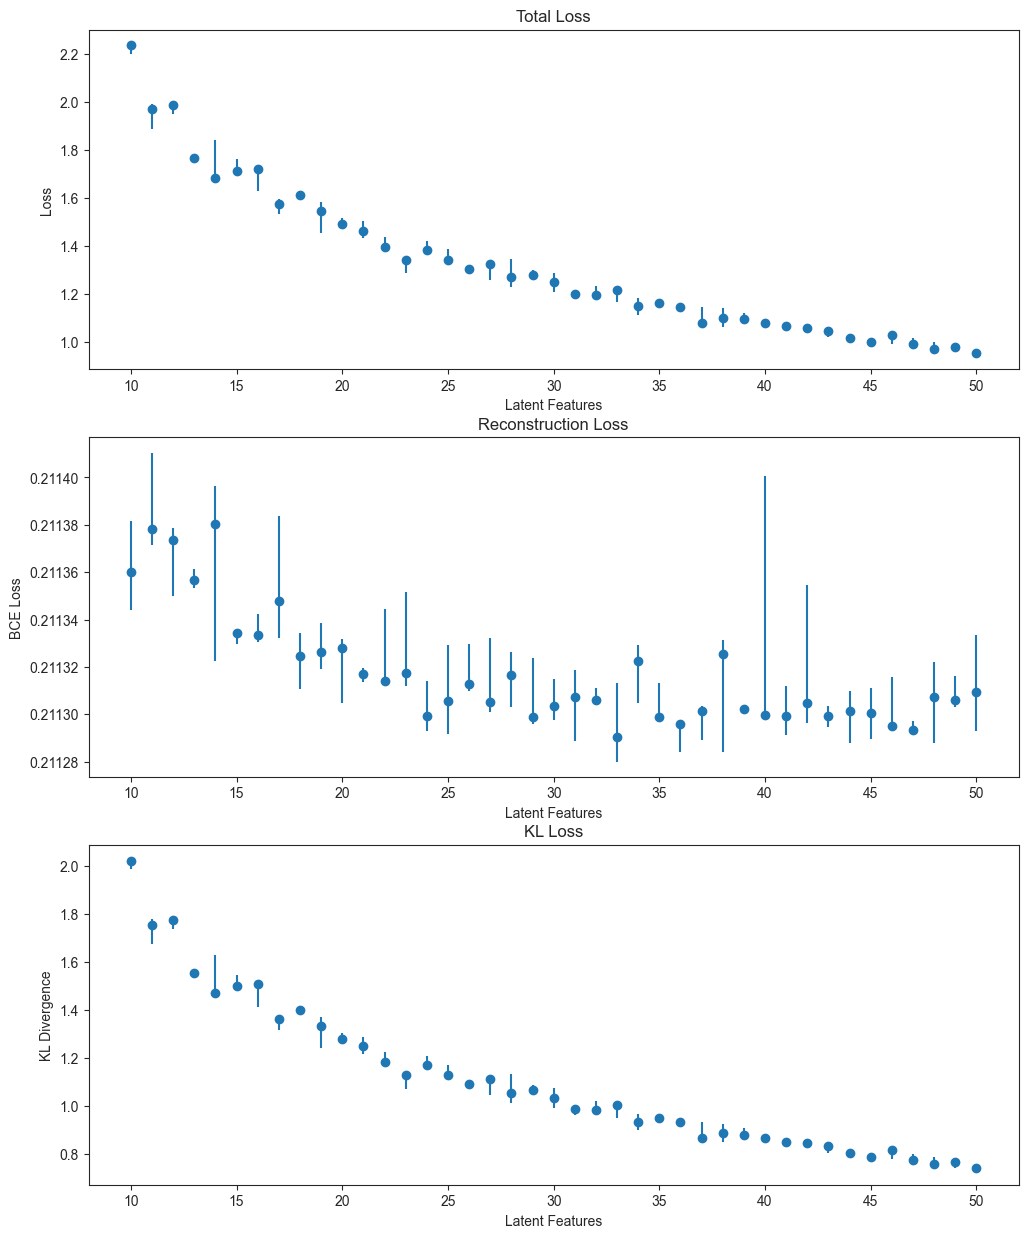 Total Loss
2.2
2.0
1.8
1.6
1.4
1.2
1.0
Loss
10 15 20 25 30 35 40 45 50
Latent Features
Reconstruction Loss
0.21140
0.21138
0.21136
0.21134
0.21132
0.21130
0.21128
BCE Loss
10 15 20 25 30 35 40 45 50
Latent Features
KL Loss
2.0
1.8
1.6
1.4
1.2
1.0
0.8
KL Divergence
10 15 20 25 30 35 40 45 50
Latent Features